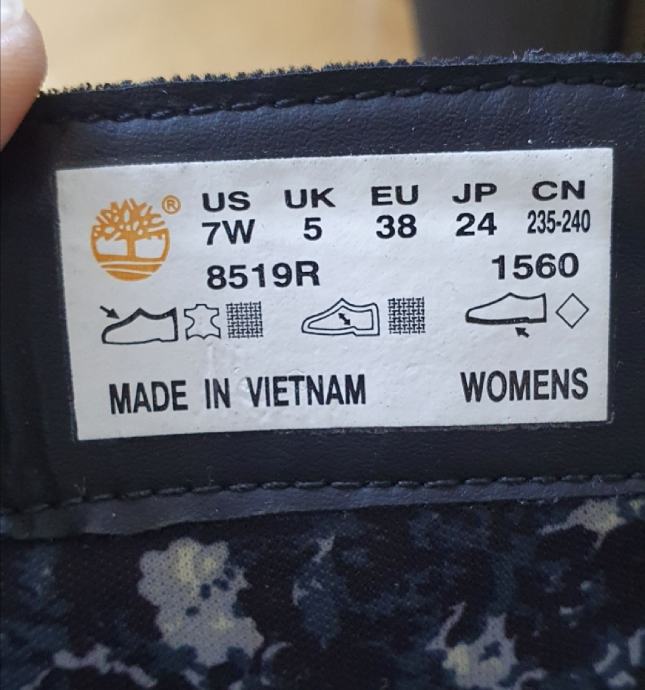 ® US UK EU JP CN
7W 5 38 24 235-240
8519R 1560
MADE IN VIETNAM WOMENS